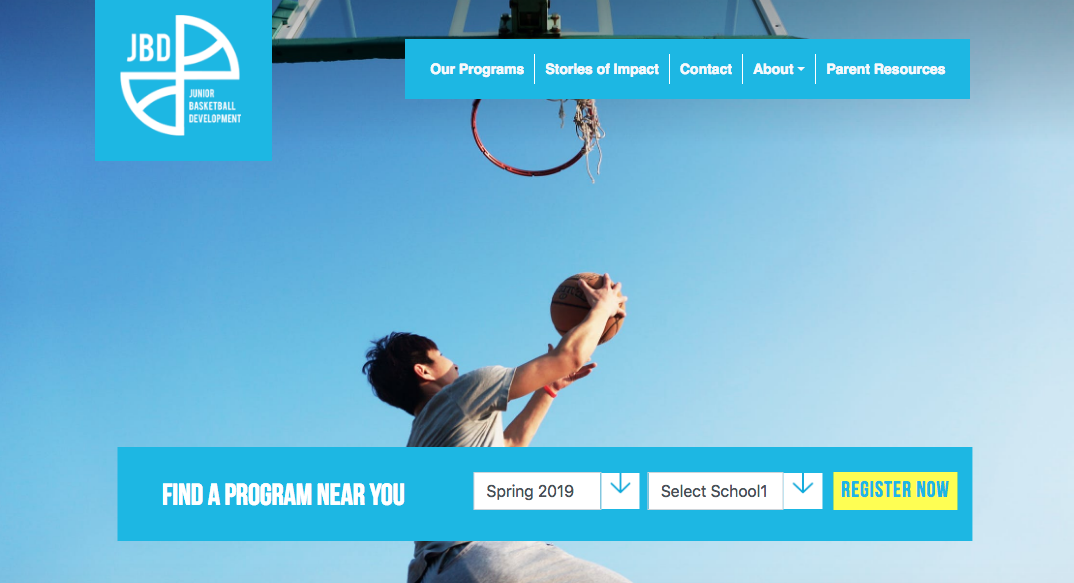 JBD
JUNIOR
BASKETBALL
DEVELOPMENT
Our Programs
Stories of Impact
Contact
About
Parent Resources
FIND A PROGRAM NEAR YOU
Spring 2019
Select School1
REGISTER NOW